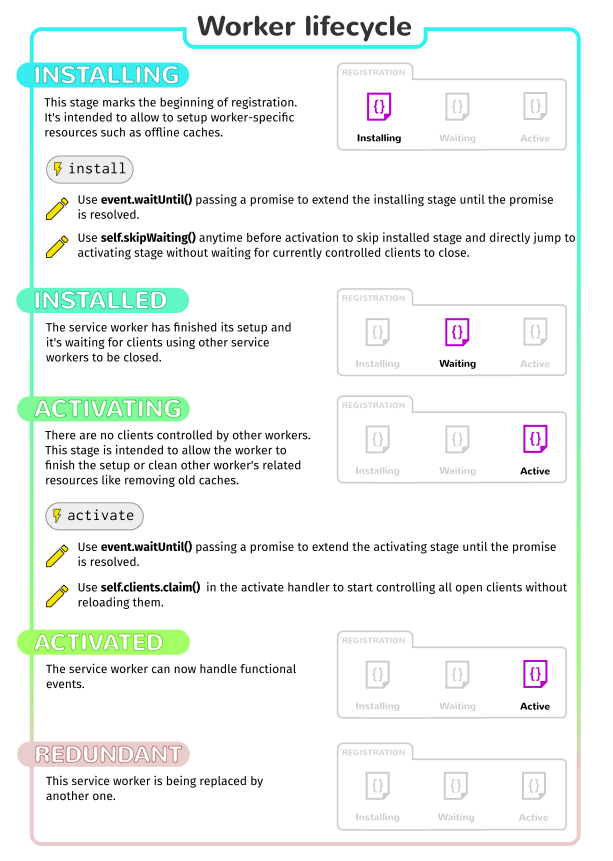 Worker lifecycle
INSTALLING
This stage marks the beginning of registration.
It's intended to allow to setup worker-specific
resources such as offline caches.
REGISTRATION
{} {} {}
Installing Waiting Active
install
Use event.waitUntil() passing a promise to extend the installing stage until the promise
is resolved.
Use self.skipWaiting() anytime before activation to skip installed stage and directly jump to
activating stage without waiting for currently controlled clients to close.
INSTALLED
The service worker has finished its setup and
it's waiting for clients using other service
workers to be closed.
REGISTRATION
{} {} {}
Installing Waiting Active
ACTIVATING
There are no clients controlled by other workers.
This stage is intended to allow the worker to
finish the setup or clean other worker's related
resources like removing old caches.
REGISTRATION
{} {} {}
Installing Waiting Active
activate
Use event.waitUntil() passing a promise to extend the activating stage until the promise
is resolved.
Use self.clients.claim() in the activate handler to start controlling all open clients without
reloading them.
ACTIVATED
The service worker can now handle functional
events.
REGISTRATION
{} {} {}
Installing Waiting Active
REDUNDANT
This service worker is being replaced by
another one.
REGISTRATION
{} {} {}
Installing Waiting Active